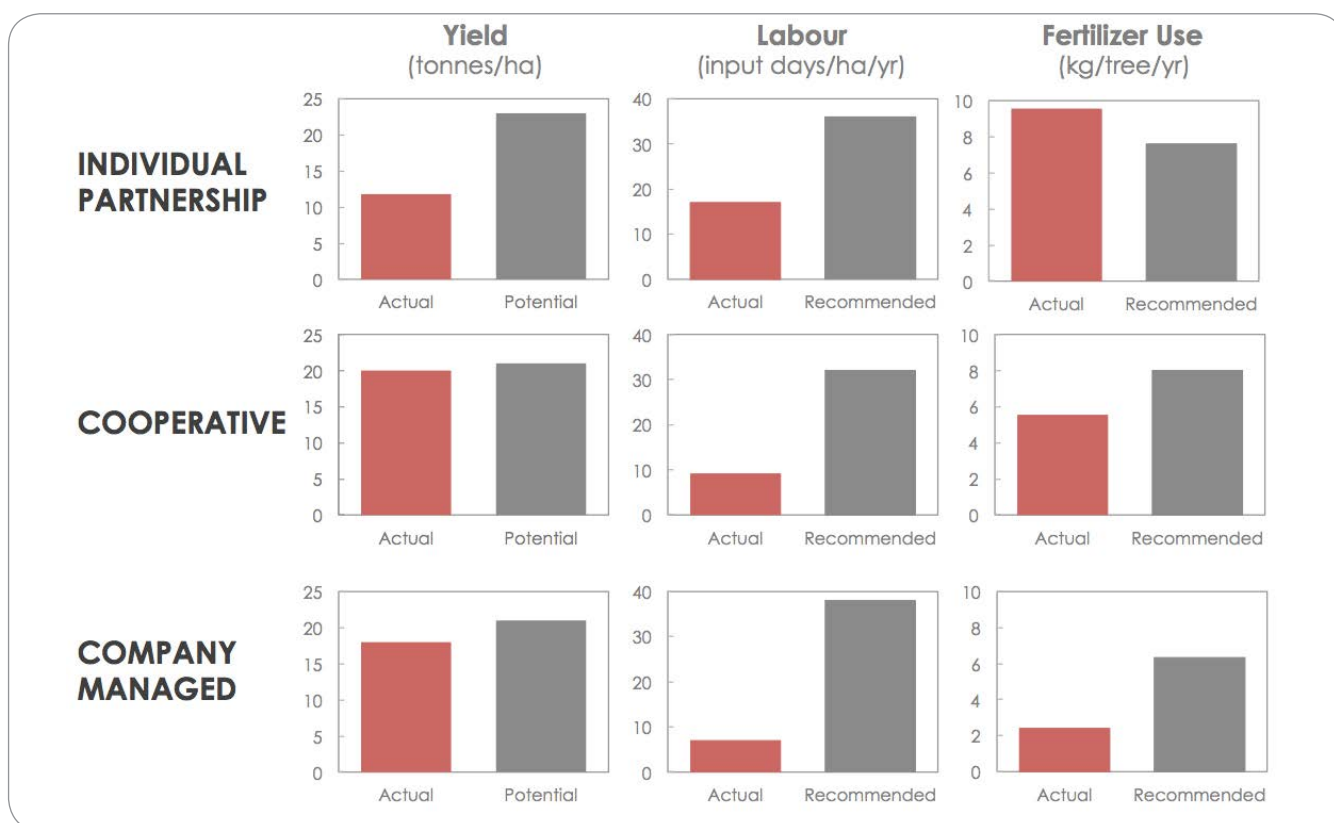 Yield
(tonnes/ha)
Labour
(input days/ha/yr)
Fertilizer Use
(kg/tree/yr)
INDIVIDUAL
PARTNERSHIP
25
20
15
10
5
0
Actual
Potential
40
30
20
10
0
Actual
Recommended
10
8
6
4
2
0
Actual
Recommended
COOPERATIVE
25
20
15
10
5
0
Actual
Potential
40
30
20
10
0
Actual
Recommended
10
8
6
4
2
0
Actual
Recommended
COMPANY
MANAGED
25
20
15
10
5
0
Actual
Potential
40
30
20
10
0
Actual
Recommended
10
8
6
4
2
0
Actual
Recommended